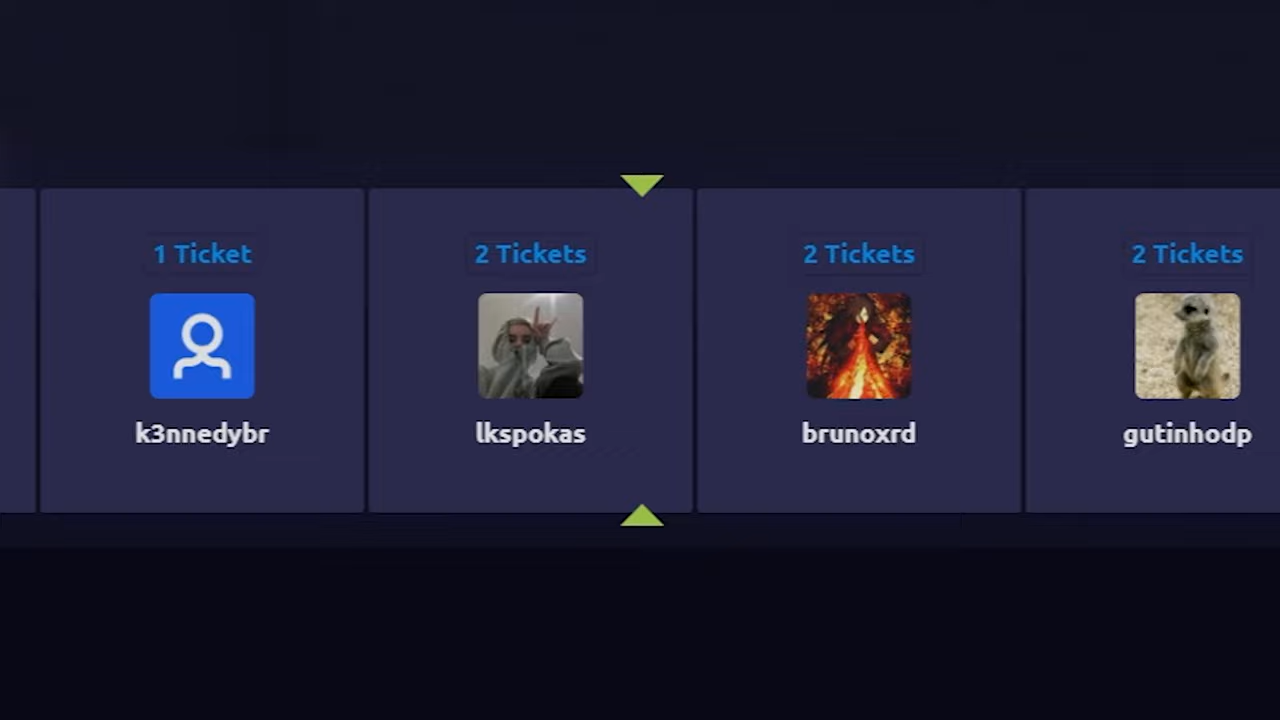 1 Ticket
k3nnedybr
2 Tickets
lkspokas
2 Tickets
brunoxrd
2 Tickets
gutinhodp